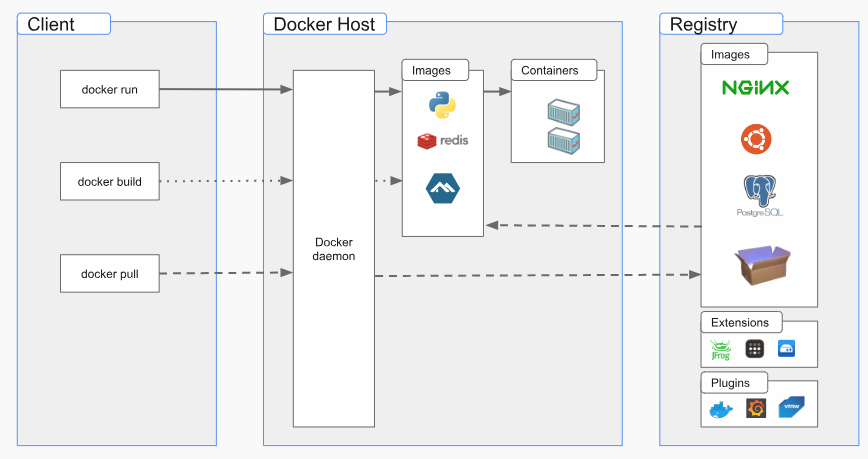 Client
Docker Host
Registry
docker run
docker build
docker pull
Docker
daemon
Images
redis
Containers
Images
NGINX
PostgreSQL
Extensions
JFrog
Plugins
vmw